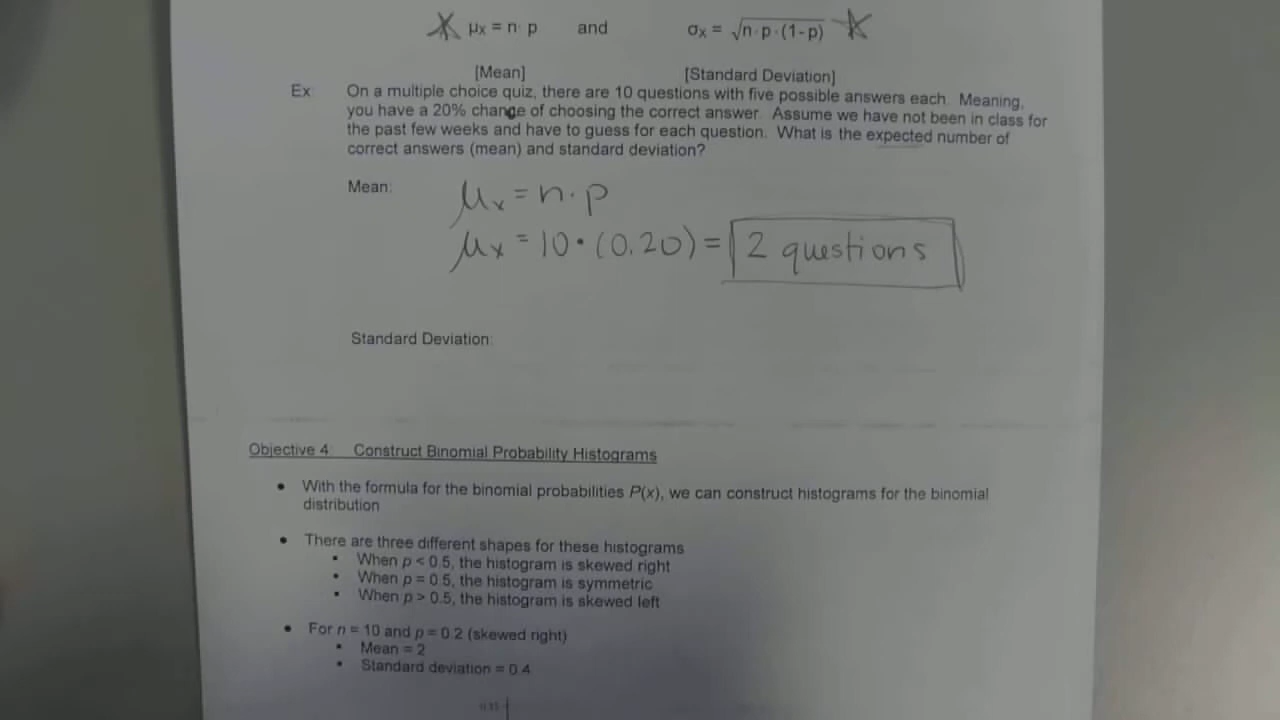 μx = n· p and σx = √n·p·(1-p)
[Mean] [Standard Deviation]
Ex: On a multiple choice quiz, there are 10 questions with five possible answers each. Meaning,
you have a 20% change of choosing the correct answer. Assume we have not been in class for
the past few weeks and have to guess for each question. What is the expected number of
correct answers (mean) and standard deviation?
Mean: μx = n·p
μx = 10•(0.20) = 2 questions
Standard Deviation:
Objective 4: Construct Binomial Probability Histograms
• With the formula for the binomial probabilities P(x), we can construct histograms for the binomial
distribution
• There are three different shapes for these histograms
▪ When p < 0.5, the histogram is skewed right
▪ When p = 0.5, the histogram is symmetric
▪ When p > 0.5, the histogram is skewed left
• For n = 10 and p = 0.2 (skewed right)
▪ Mean = 2
▪ Standard deviation = 0.4